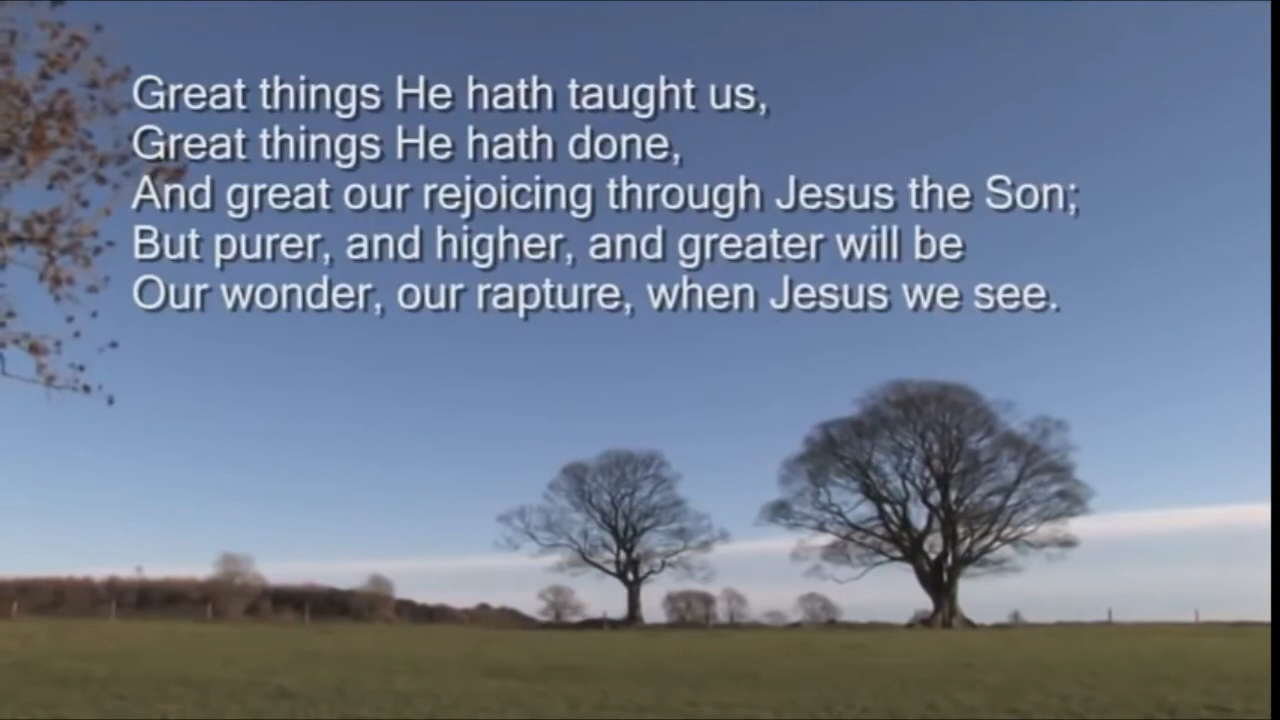 Great things He hath taught us,
Great things He hath done,
And great our rejoicing through Jesus the Son;
But purer, and higher, and greater will be
Our wonder, our rapture, when Jesus we see.